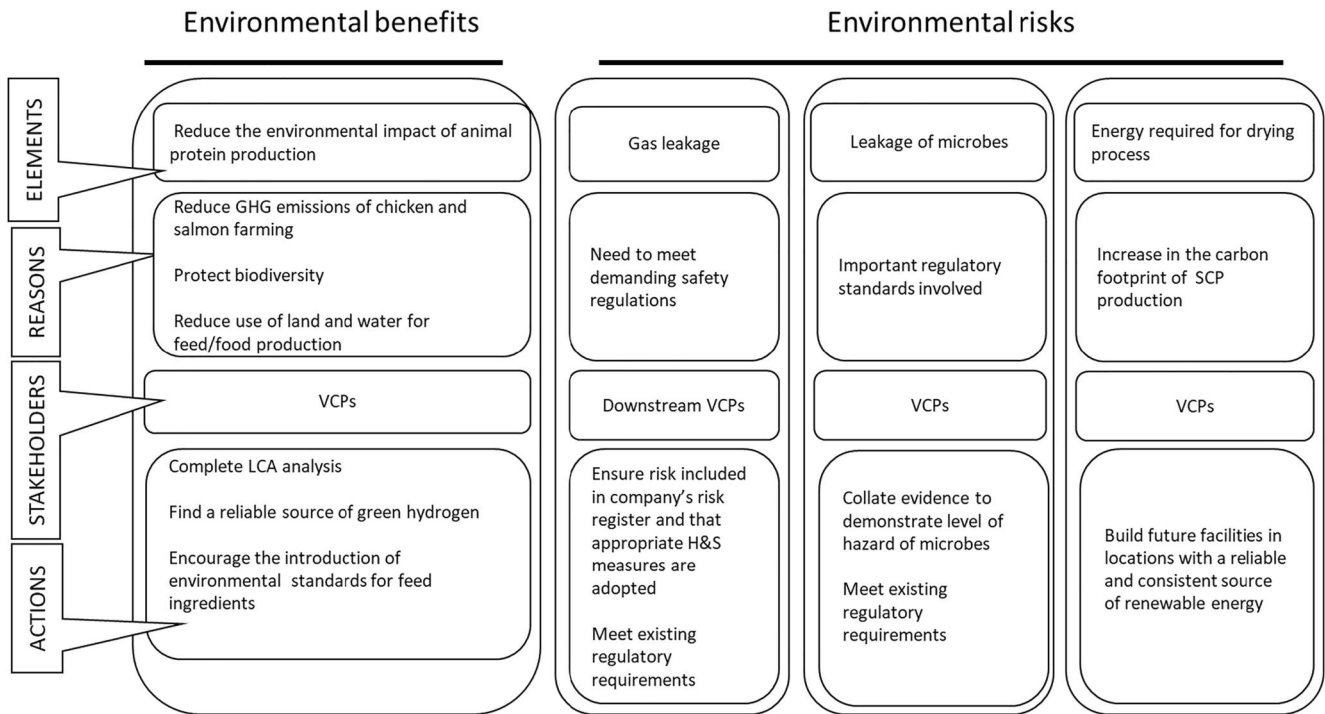 Environmental benefits
Environmental risks
ELEMENTS
Reduce the environmental impact of animal
protein production
Gas leakage
Leakage of microbes
Energy required for drying
process
REASONS
Reduce GHG emissions of chicken and
salmon farming
Protect biodiversity
Reduce use of land and water for
feed/food production
Need to meet
demanding safety
regulations
Important regulatory
standards involved
Increase in the carbon
footprint of SCP
production
STAKEHOLDERS
VCPs
Downstream VCPs
VCPs
VCPs
ACTIONS
Complete LCA analysis
Find a reliable source of green hydrogen
Encourage the introduction of
environmental standards for feed
ingredients
Ensure risk included
in company's risk
register and that
appropriate H&S
measures are
adopted
Meet existing
regulatory
requirements
Collate evidence to
demonstrate level of
hazard of microbes
Meet existing
regulatory
requirements
Build future facilities in
locations with a reliable
and consistent source
of renewable energy